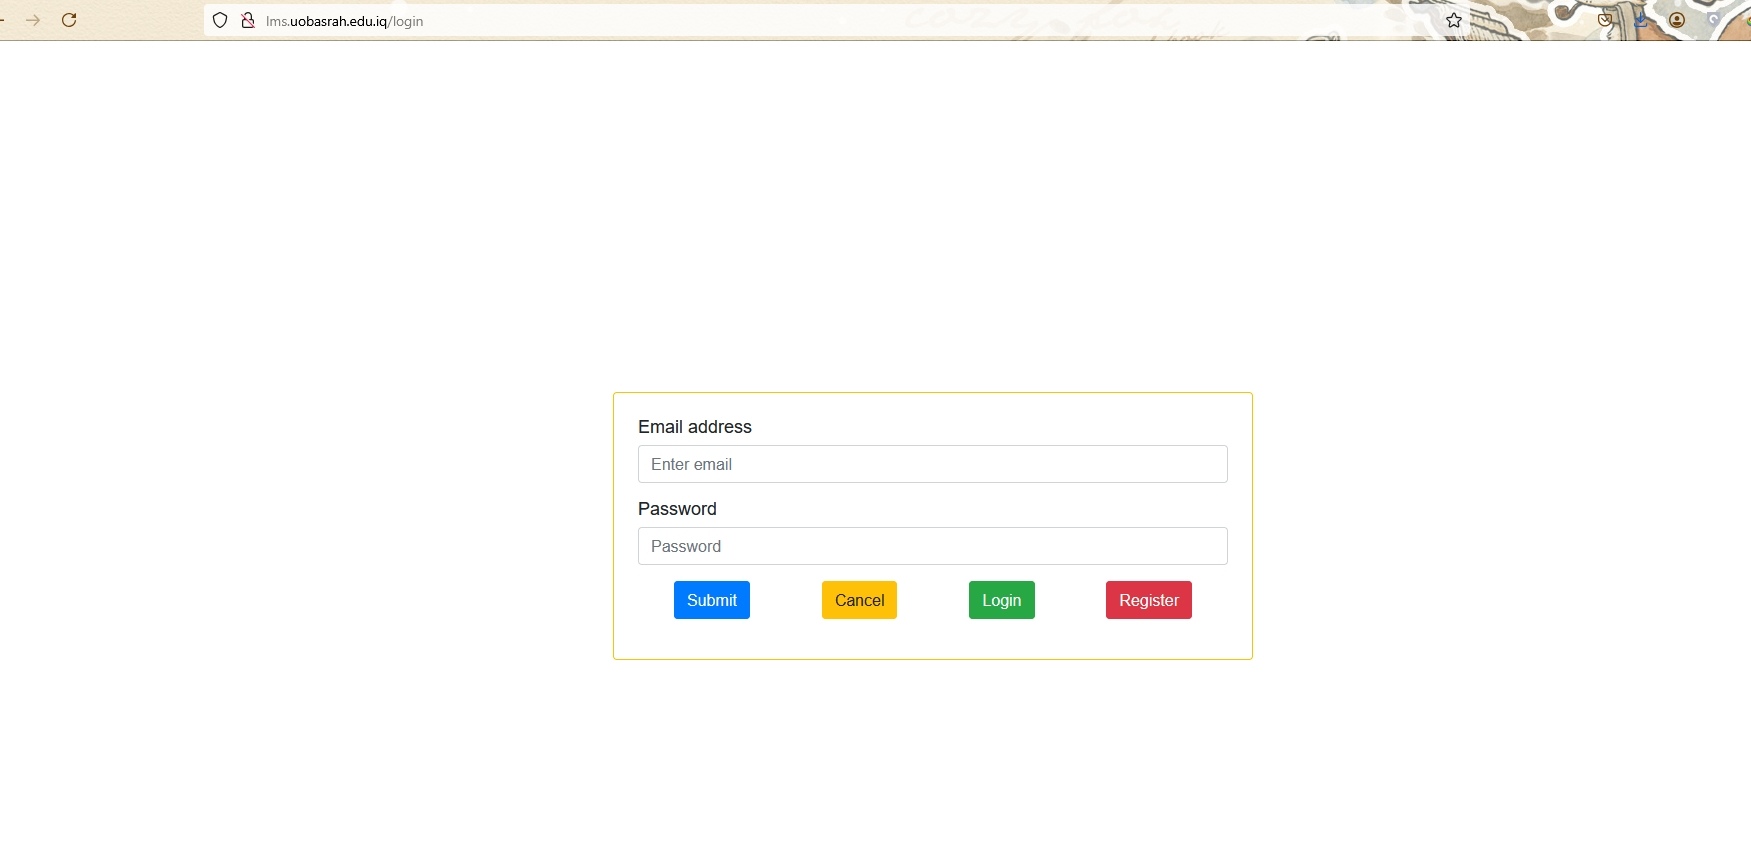 lms.uobasrah.edu.iq/login
Email address
Enter email
Password
Password
Submit Cancel Login Register